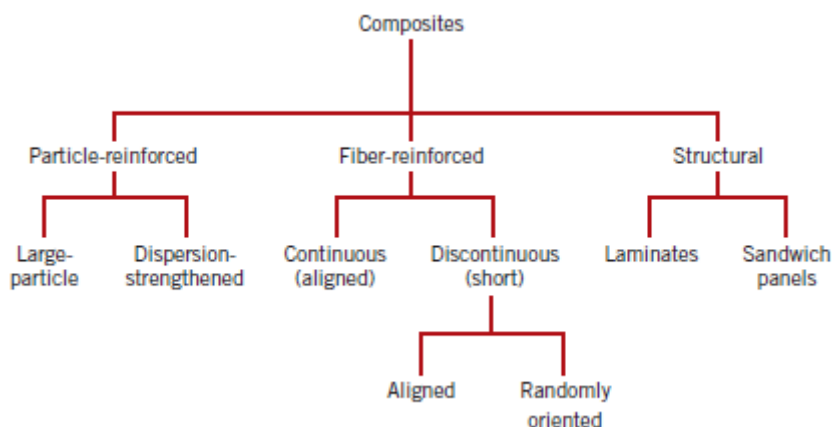 Composites
Particle-reinforced
Fiber-reinforced
Structural
Large-
particle
Dispersion-
strengthened
Continuous
(aligned)
Discontinuous
(short)
Laminates
Sandwich
panels
Aligned
Randomly
oriented